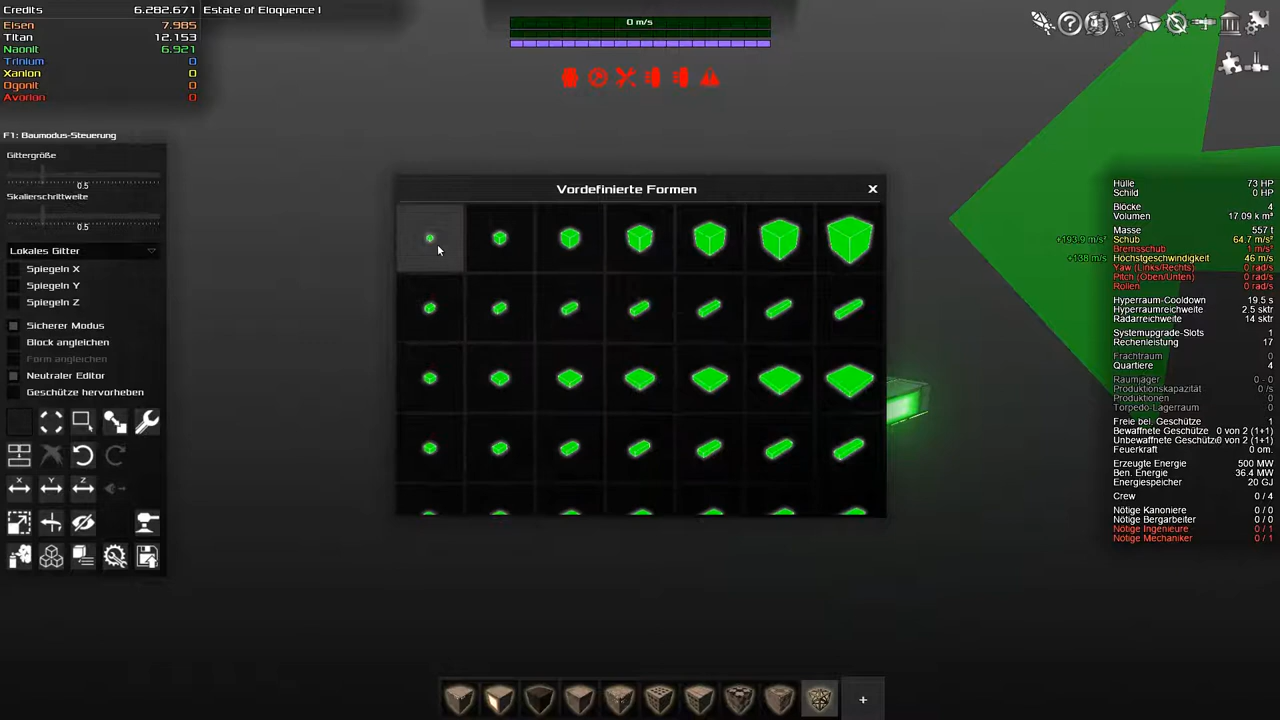 Credits 6.282.671 Estate of Eloquence I
Eisen 7.985
Titan 12.153
Naonit 6.921
Trinium 0
Xanion 0
Ogonit 0
Avorion 0
0 m/s
F1: Baumodus-Steuerung
Gittergröße
0.5
Skalierschrittweite
0.5
Lokales Gitter
Spiegeln X
Spiegeln Y
Spiegeln Z
Sicherer Modus
Block angleichen
Form angleichen
Neutraler Editor
Geschütze hervorheben
X Y Z
Vordefinierte Formen X
Hülle 73 HP
Schild 0 HP
Blöcke 4
Volumen 17.09 k m³
Masse 557 t
+193.9 m/s² Schub 64.7 m/s²
Bremsschub 1 m/s²
+138 m/s Höchstgeschwindigkeit 46 m/s
Yaw (Links/Rechts) 0 rad/s
Pitch (Oben/Unten) 0 rad/s
Rollen 0 rad/s
Hyperraum-Cooldown 19.5 s
Hyperraumreichweite 2.5 sktr
Radarreichweite 14 sktr
Systemupgrade-Slots 1
Rechenleistung 17
Frachtraum 0
Quartiere 4
Raumjäger 0 - 0
Produktionskapazität 0 /s
Produktionen 0
Torpedo-Lagerraum 0
Freie bel. Geschütze 1
Bewaffnete Geschütze 0 von 2 (1+1)
Unbewaffnete Geschütze 0 von 2 (1+1)
Feuerkraft 0 om.
Erzeugte Energie 500 MW
Ben. Energie 36.4 MW
Energiespeicher 20 GJ
Crew 0 / 4
Nötige Kanoniere 0 / 0
Nötige Bergarbeiter 0 / 0
Nötige Ingenieure 0 / 1
Nötige Mechaniker 0 / 1
+